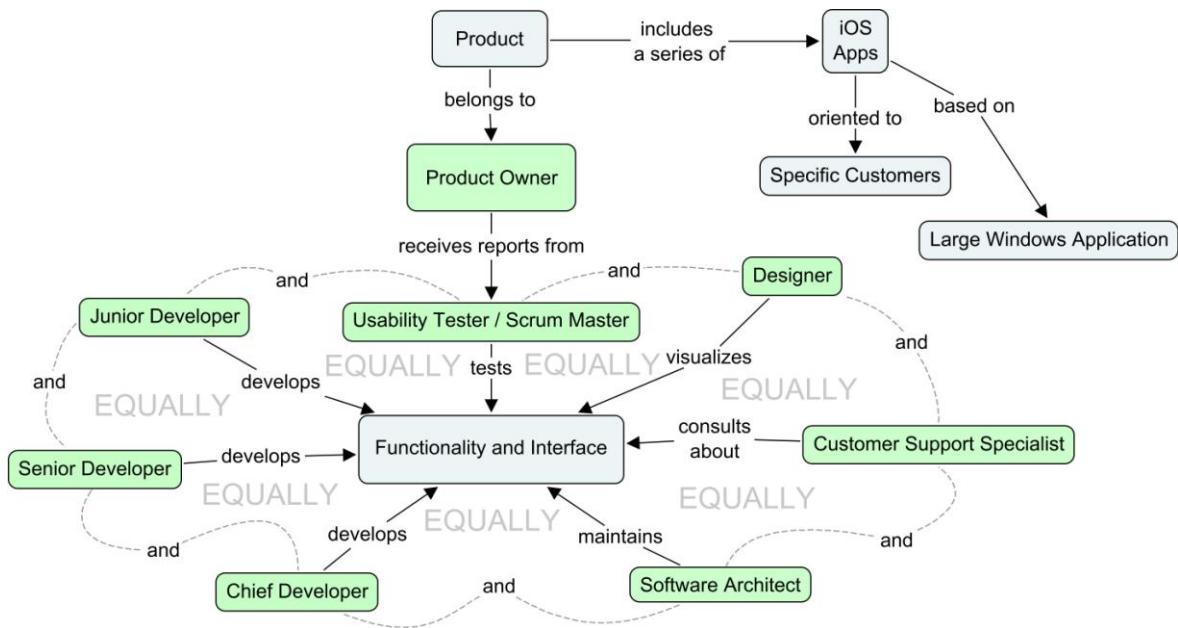 Product
includes
a series of
iOS
Apps
belongs to
oriented to
based on
Product Owner
Specific Customers
receives reports from
Large Windows Application
and
and
Designer
Junior Developer
Usability Tester / Scrum Master
EQUALLY
tests
EQUALLY
visualizes
and
and
develops
EQUALLY
EQUALLY
Functionality and Interface
consults
about
Customer Support Specialist
Senior Developer
develops
EQUALLY
EQUALLY
EQUALLY
develops
maintains
and
and
Chief Developer
and
Software Architect